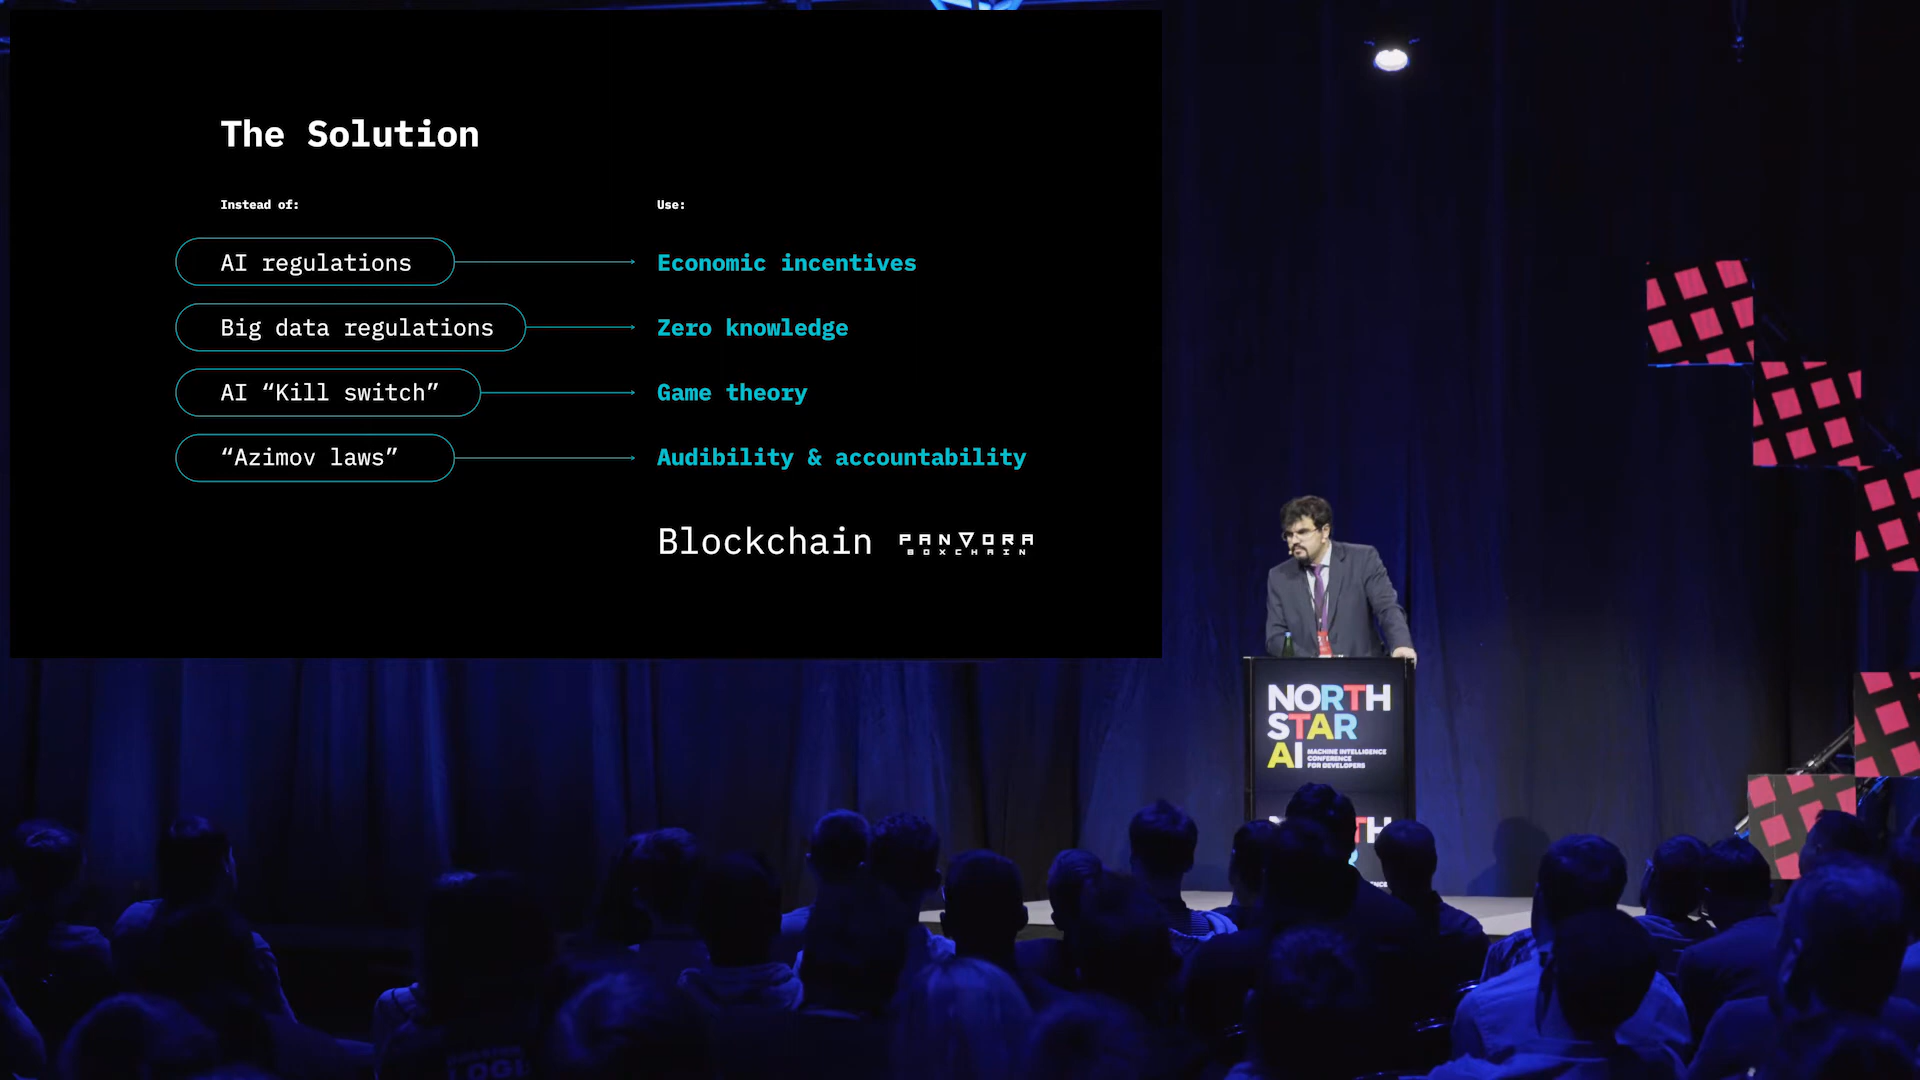 The Solution
Instead of:
Use:
AI regulations
Economic incentives
Big data regulations
Zero knowledge
AI “Kill switch”
Game theory
“Azimov laws”
Audibility & accountability
Blockchain
PANDORA
BOXCHAIN
NORTH
STAR
AI
MACHINE INTELLIGENCE
CONFERENCE
FOR DEVELOPERS